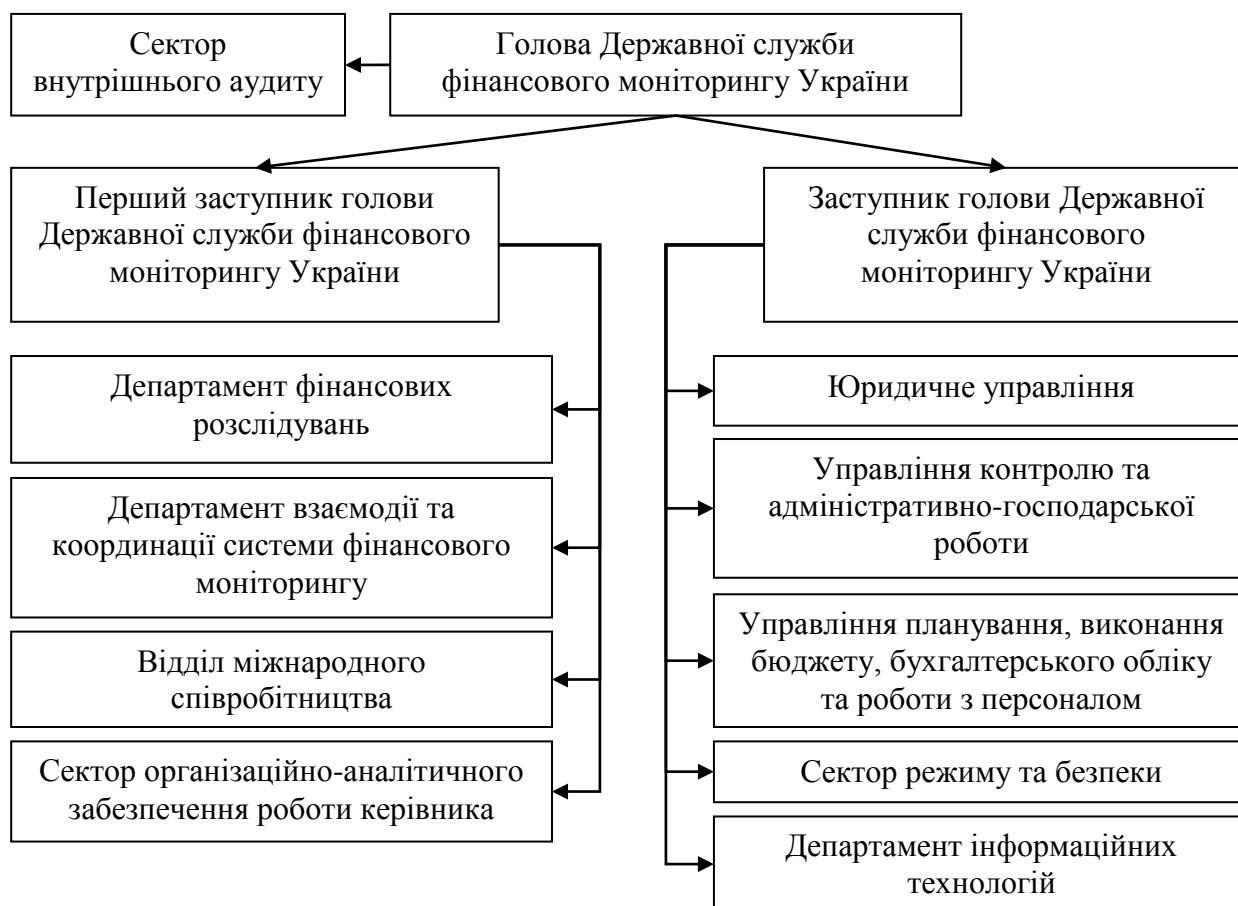 Сектор
внутрішнього аудиту
Голова Державної служби
фінансового моніторингу України
Перший заступник голови
Державної служби фінансового
моніторингу України
Заступник голови Державної
служби фінансового
моніторингу України
Департамент фінансових
розслідувань
Департамент взаємодії та
координації системи фінансового
моніторингу
Відділ міжнародного
співробітництва
Сектор організаційно-аналітичного
забезпечення роботи керівника
Юридичне управління
Управління контролю та
адміністративно-господарської
роботи
Управління планування, виконання
бюджету, бухгалтерського обліку
та роботи з персоналом
Сектор режиму та безпеки
Департамент інформаційних
технологій